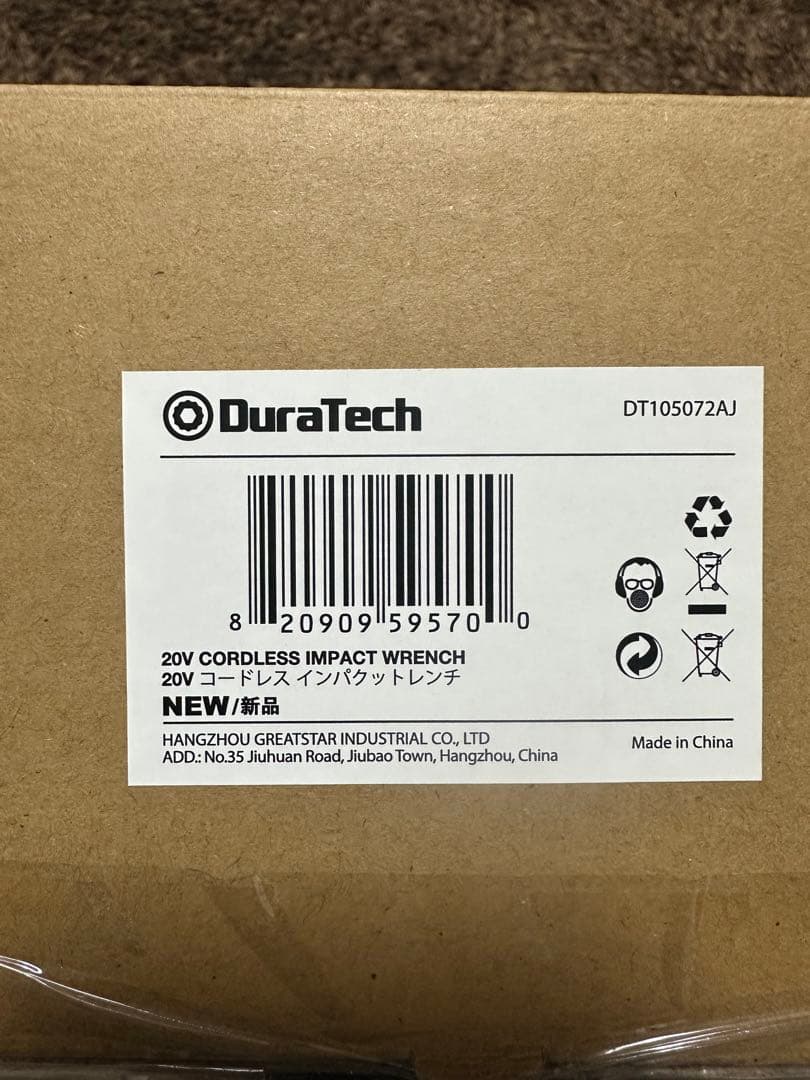 DuraTech
DT105072AJ
8 20909 59570 0
20V CORDLESS IMPACT WRENCH
20V コードレス インパクットレンチ
NEW/新品
HANGZHOU GREATSTAR INDUSTRIAL CO., LTD
ADD.: No.35 Jiuhuan Road, Jiubao Town, Hangzhou, China
Made in China